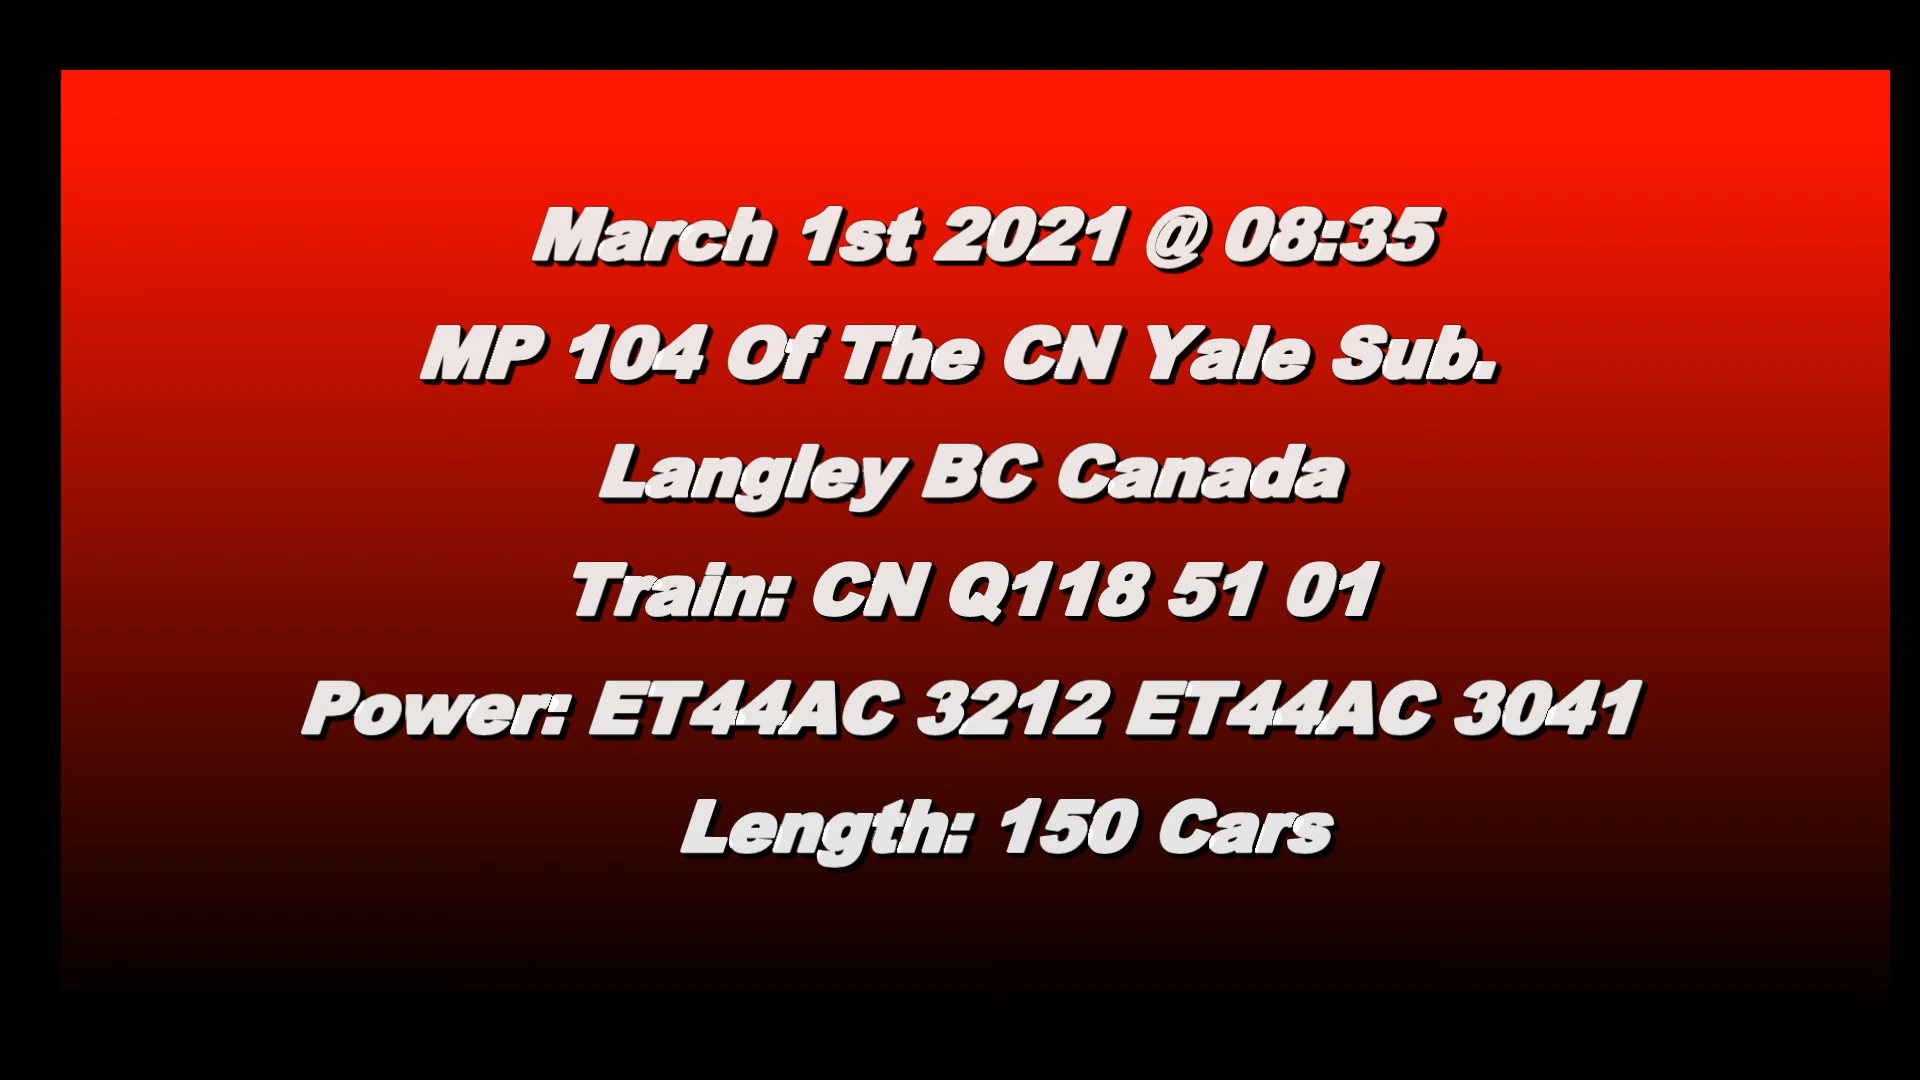 March 1st 2021 @ 08:35
MP 104 Of The CN Yale Sub.
Langley BC Canada
Train: CN Q118 51 01
Power: ET44AC 3212 ET44AC 3041
Length: 150 Cars